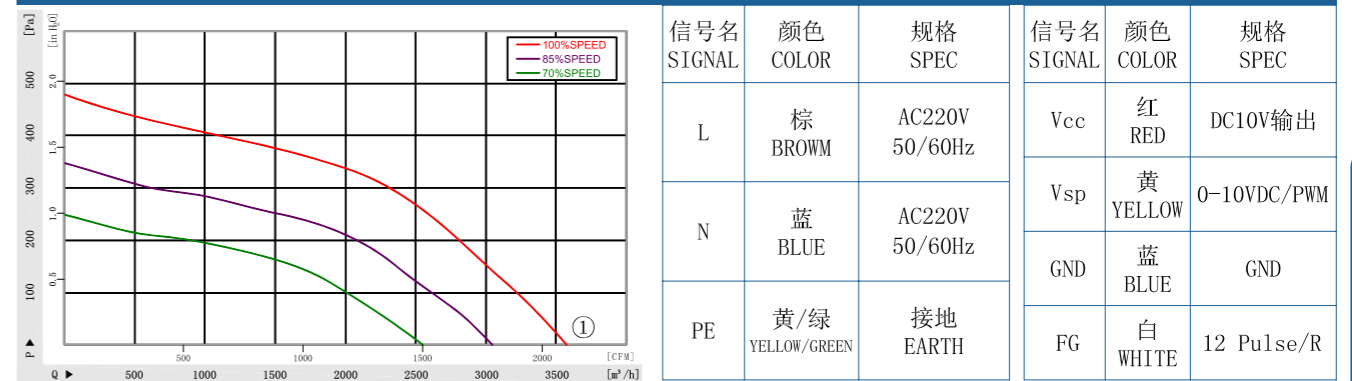 [Pa]
[in H₂O]
500
400
300
200
100
P ▲
2.0
1.5
1.0
0.5
100%SPEED
85%SPEED
70%SPEED
①
500 1000 1500 2000 [CFM]
Q ▶ 500 1000 1500 2000 2500 3000 3500 [m³/h]
信号名 颜色 规格
SIGNAL COLOR SPEC
L 棕 BROWM AC220V 50/60Hz
N 蓝 BLUE AC220V 50/60Hz
PE 黄/绿 YELLOW/GREEN 接地 EARTH
信号名 颜色 规格
SIGNAL COLOR SPEC
Vcc 红 RED DC10V输出
Vsp 黄 YELLOW 0-10VDC/PWM
GND 蓝 BLUE GND
FG 白 WHITE 12 Pulse/R